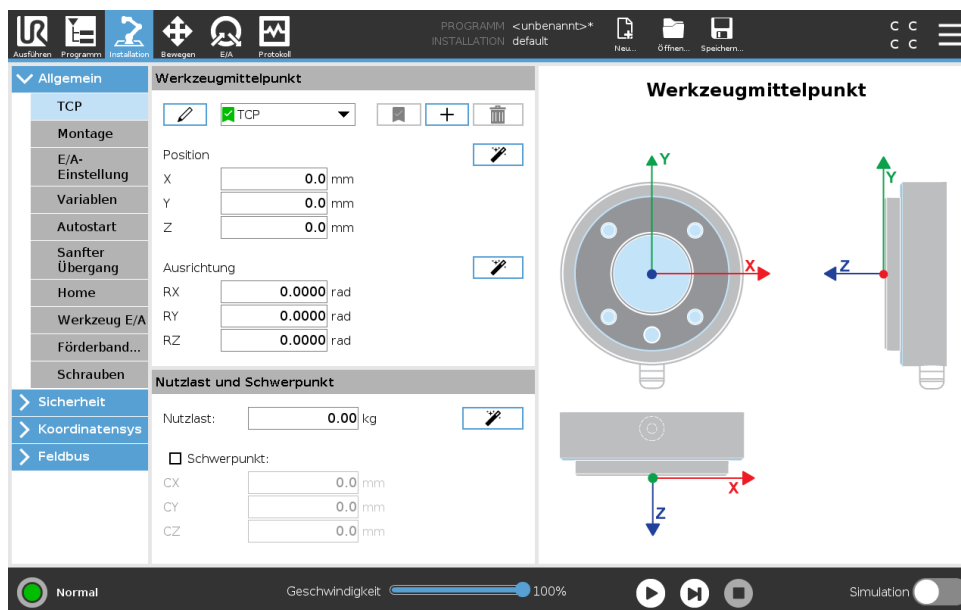 PROGRAMM <unbenannt>*
INSTALLATION default
Ausführen Programm Installation Bewegen E/A Protokoll Neu... Öffnen... Speichern...
C C
C C
Allgemein
TCP
Montage
E/A-
Einstellung
Variablen
Autostart
Sanfter
Übergang
Home
Werkzeug E/A
Förderband...
Schrauben
Sicherheit
Koordinatensys
Feldbus
Werkzeugmittelpunkt
TCP
Position
X 0.0 mm
Y 0.0 mm
Z 0.0 mm
Ausrichtung
RX 0.0000 rad
RY 0.0000 rad
RZ 0.0000 rad
Nutzlast und Schwerpunkt
Nutzlast: 0.00 kg
Schwerpunkt:
CX 0.0 mm
CY 0.0 mm
CZ 0.0 mm
Werkzeugmittelpunkt
Y
X
Y
Z
X
Z
Normal
Geschwindigkeit 100%
Simulation